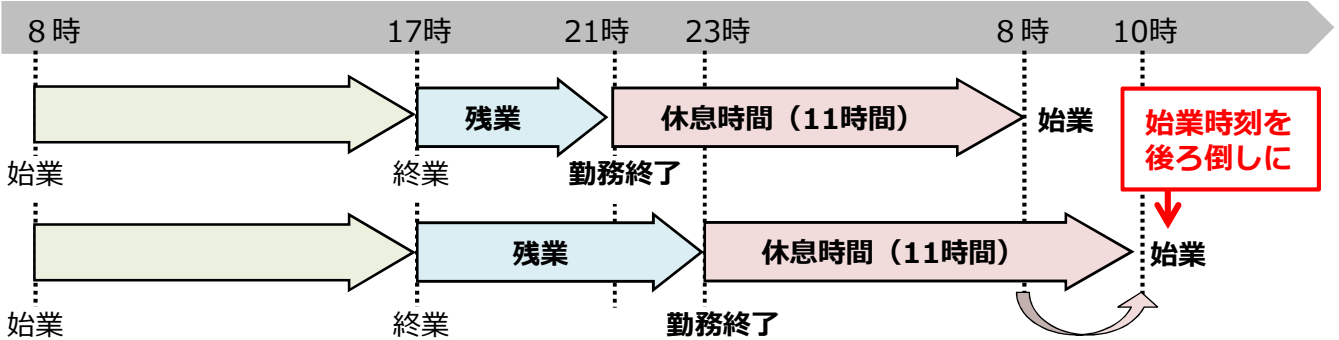 ８時 17時 21時 23時 ８時 10時
残業 休息時間（11時間） 始業
始業時刻を
後ろ倒しに
始業 終業 勤務終了
残業 休息時間（11時間） 始業
始業 終業 勤務終了